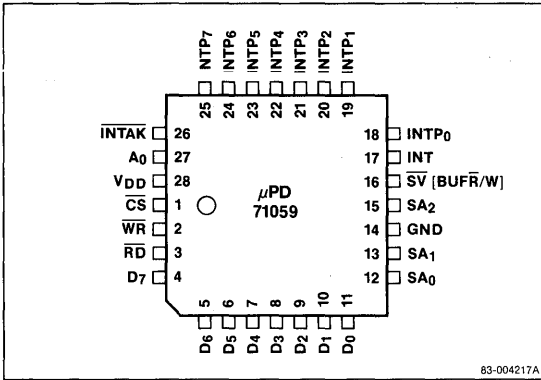 INTP7
INTP6
INTP5
INTP4
INTP3
INTP2
INTP1
25 24 23 22 21 20 19
INTAK 26
A0 27
VDD 28
CS 1
WR 2
RD 3
D7 4
µPD
71059
18 INTP0
17 INT
16 SV [BUFR/W]
15 SA2
14 GND
13 SA1
12 SA0
5 6 7 8 9 10 11
D6 D5 D4 D3 D2 D1 D0
83-004217A